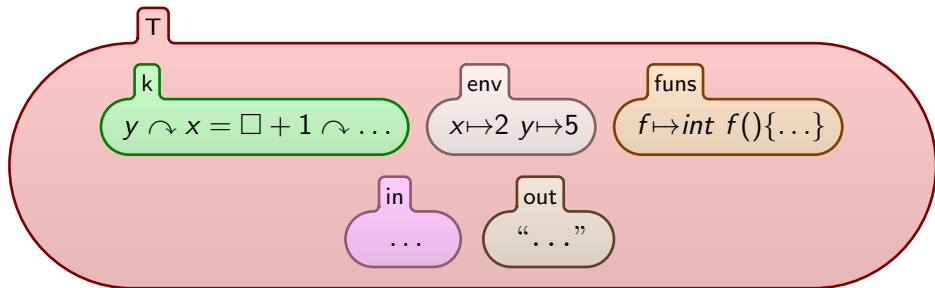 T
k env funs
y ↷ x = □ + 1 ↷ ... x↦2 y↦5 f↦int f(){...}
in out
... “...”